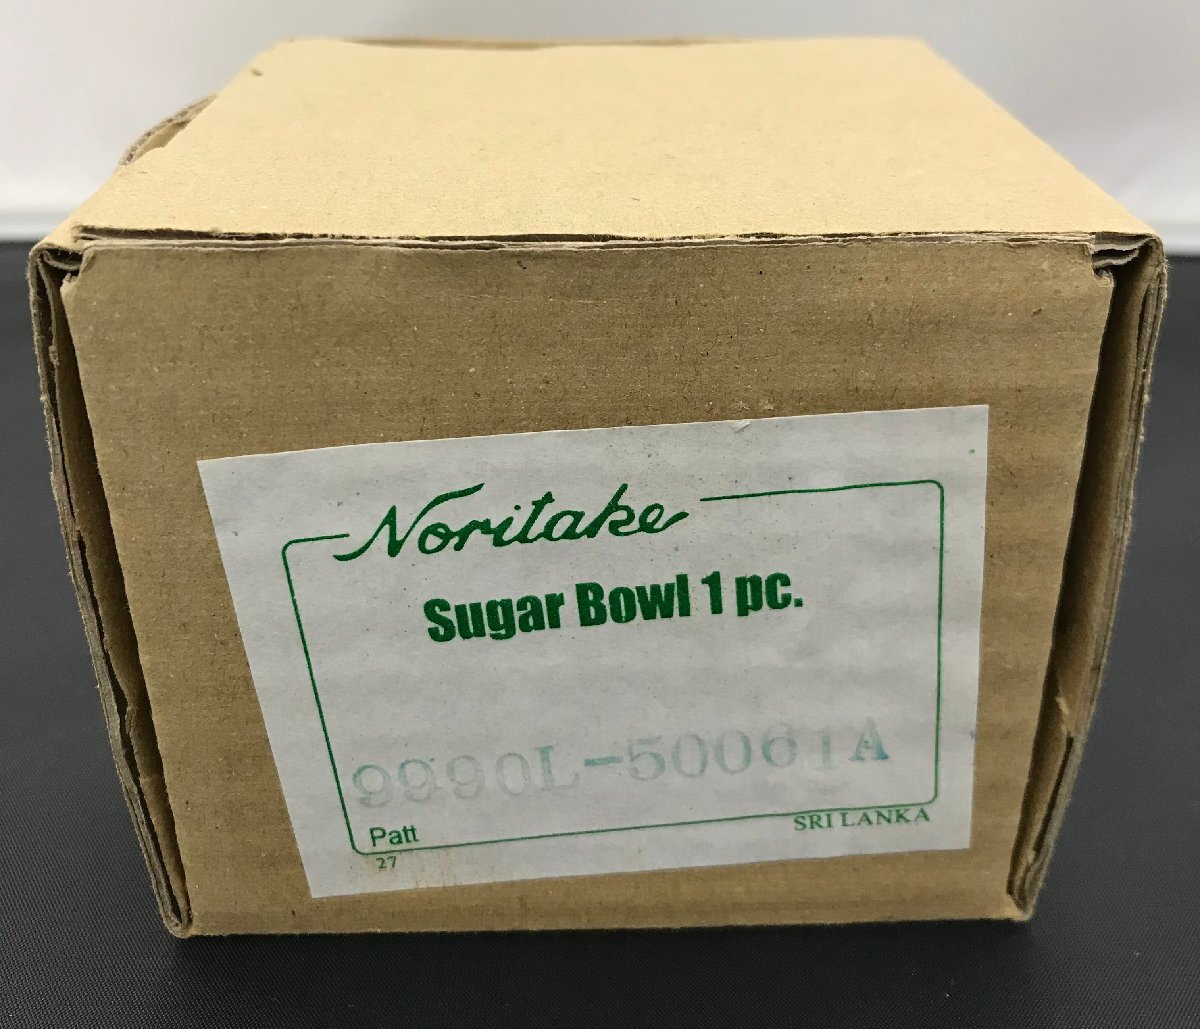 Noritake
Sugar Bowl 1 pc.
9990L-50061A
Patt
SRI LANKA
27